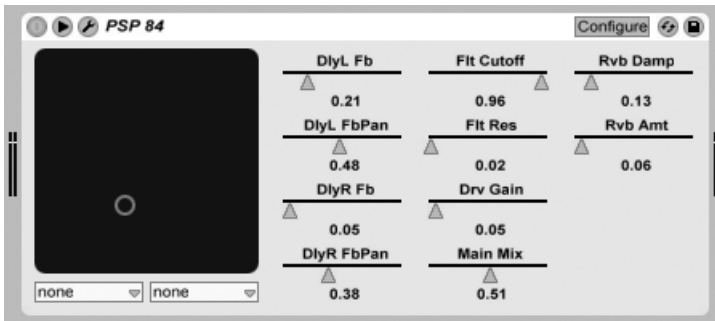 PSP 84
Configure
DlyL Fb
0.21
DlyL FbPan
0.48
DlyR Fb
0.05
DlyR FbPan
0.38
Flt Cutoff
0.96
Flt Res
0.02
Drv Gain
0.05
Main Mix
0.51
Rvb Damp
0.13
Rvb Amt
0.06
none
none